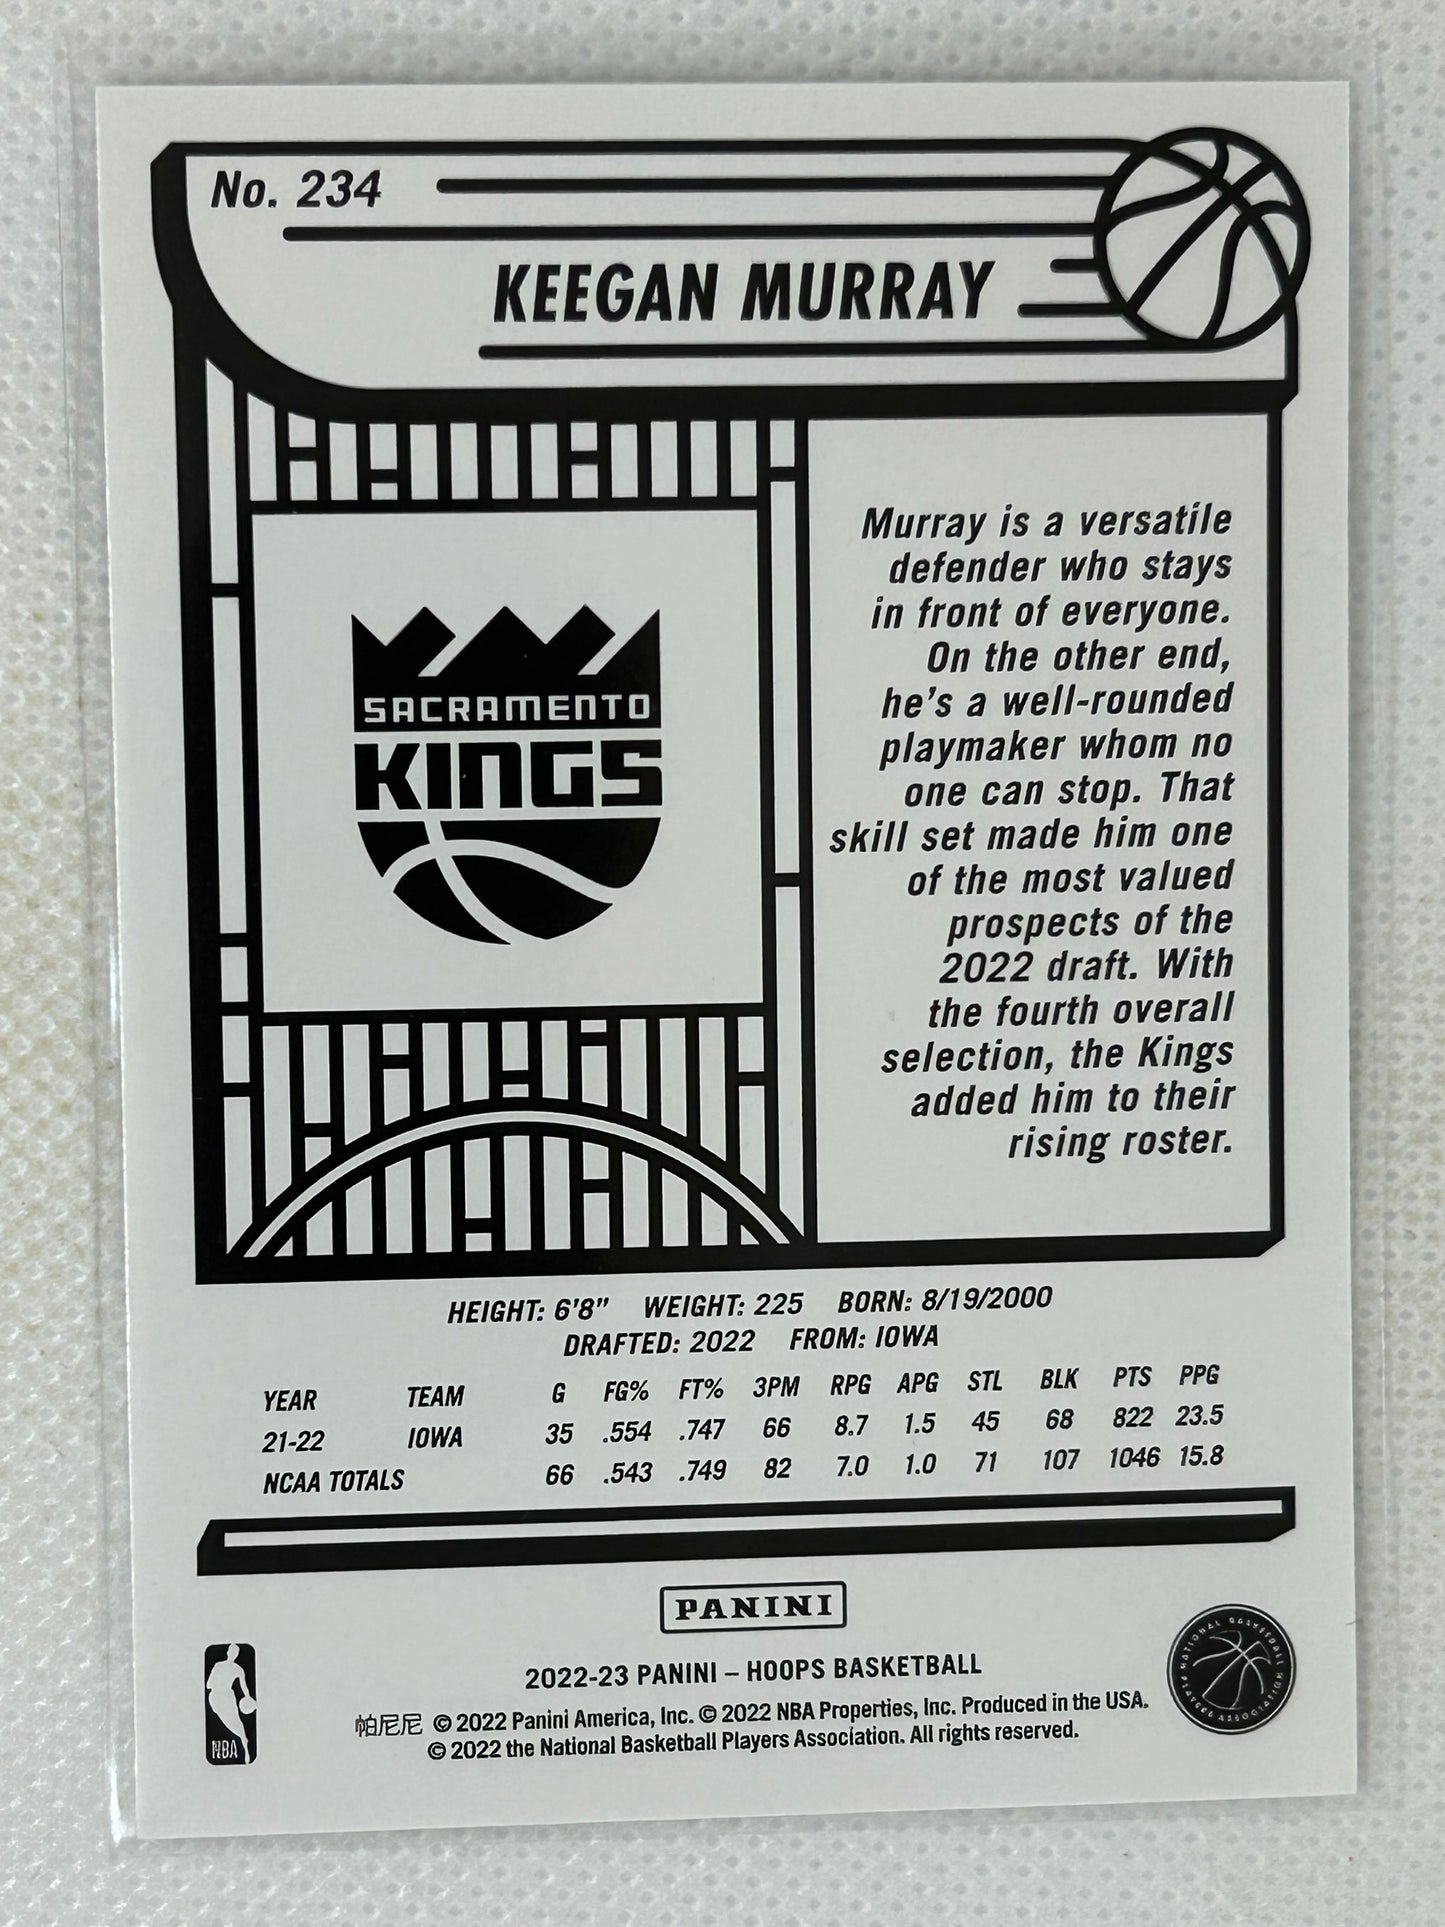 No. 234
KEEGAN MURRAY
SACRAMENTO
KINGS
Murray is a versatile
defender who stays
in front of everyone.
On the other end,
he's a well-rounded
playmaker whom no
one can stop. That
skill set made him one
of the most valued
prospects of the
2022 draft. With
the fourth overall
selection, the Kings
added him to their
rising roster.
HEIGHT: 6'8" WEIGHT: 225 BORN: 8/19/2000
DRAFTED: 2022 FROM: IOWA
YEAR TEAM G FG% FT% 3PM RPG APG STL BLK PTS PPG
21-22 IOWA 35 .554 .747 66 8.7 1.5 45 68 822 23.5
NCAA TOTALS 66 .543 .749 82 7.0 1.0 71 107 1046 15.8
PANINI
2022-23 PANINI – HOOPS BASKETBALL
帕尼尼 © 2022 Panini America, Inc. © 2022 NBA Properties, Inc. Produced in the USA.
© 2022 the National Basketball Players Association. All rights reserved.
NBA
NATIONAL BASKETBALL
PLAYERS ASSOCIATION